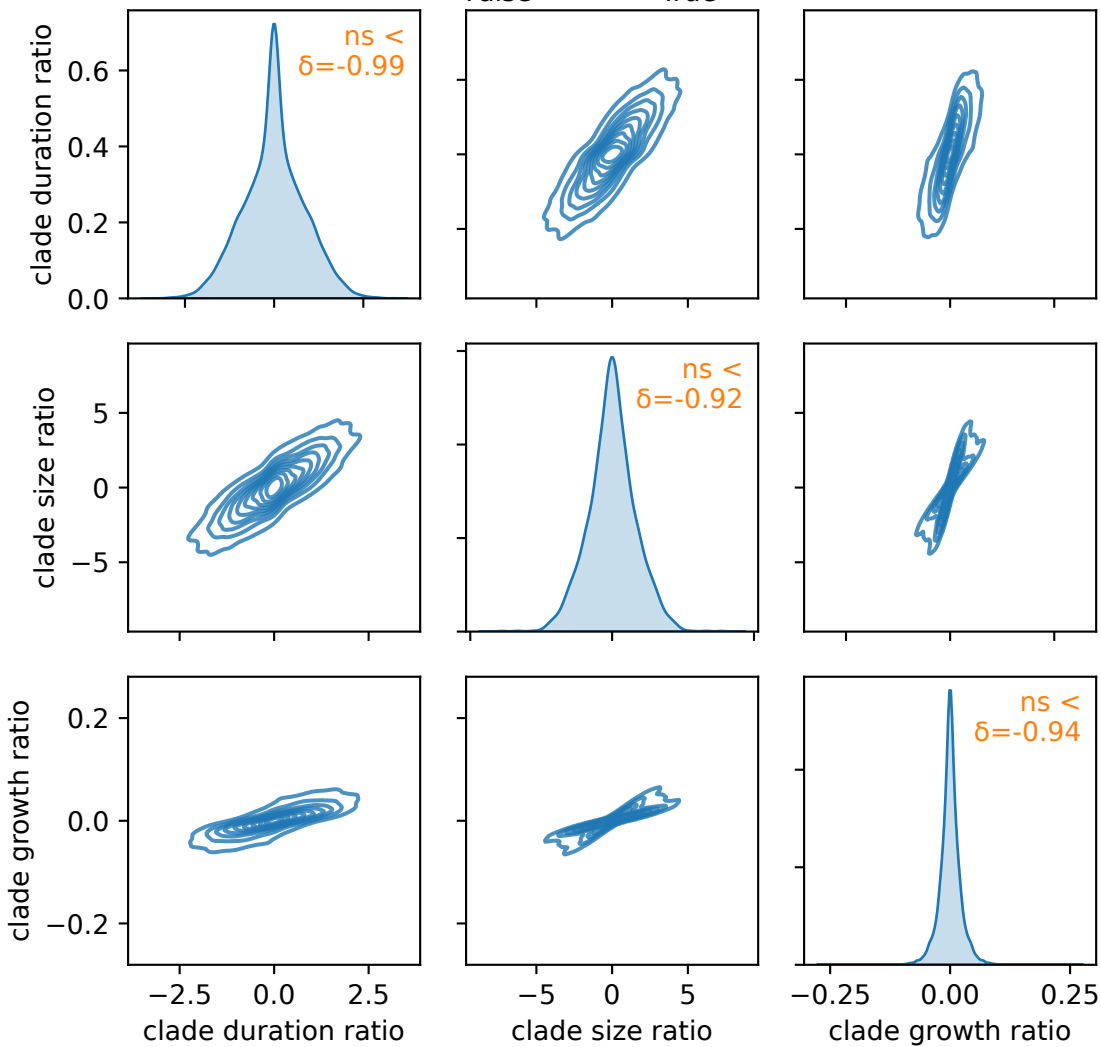 clade duration ratio
0.6
0.4
0.2
0.0
ns <
δ=-0.99
clade size ratio
5
0
−5
ns <
δ=-0.92
clade growth ratio
0.2
0.0
−0.2
ns <
δ=-0.94
−2.5 0.0 2.5
−5 0 5
−0.25 0.00 0.25
clade duration ratio
clade size ratio
clade growth ratio